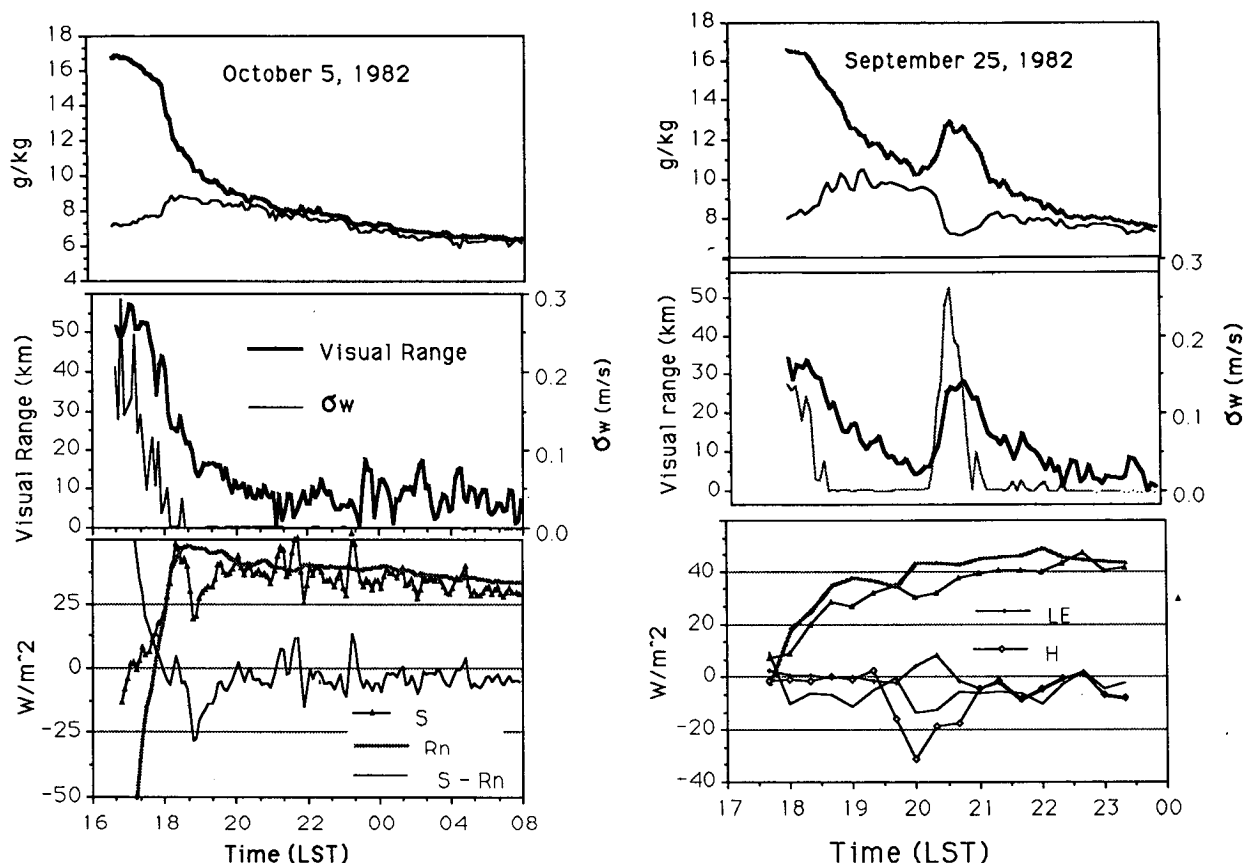 18
16
14
12
10
8
6
4
g/kg
October 5, 1982
50
40
30
20
10
0
Visual Range (km)
0.3
0.2
0.1
0.0
σw (m/s)
Visual Range
σw
25
0
-25
-50
W/m^2
S
Rn
S - Rn
16 18 20 22 00 02 04 08
Time (LST)
18
16
14
12
10
8
g/kg
September 25, 1982
50
40
30
20
10
0
Visual range (km)
0.3
0.2
0.1
0.0
σw (m/s)
40
20
0
-20
-40
W/m^2
LE
H
17 18 19 20 21 22 23 00
Time (LST)